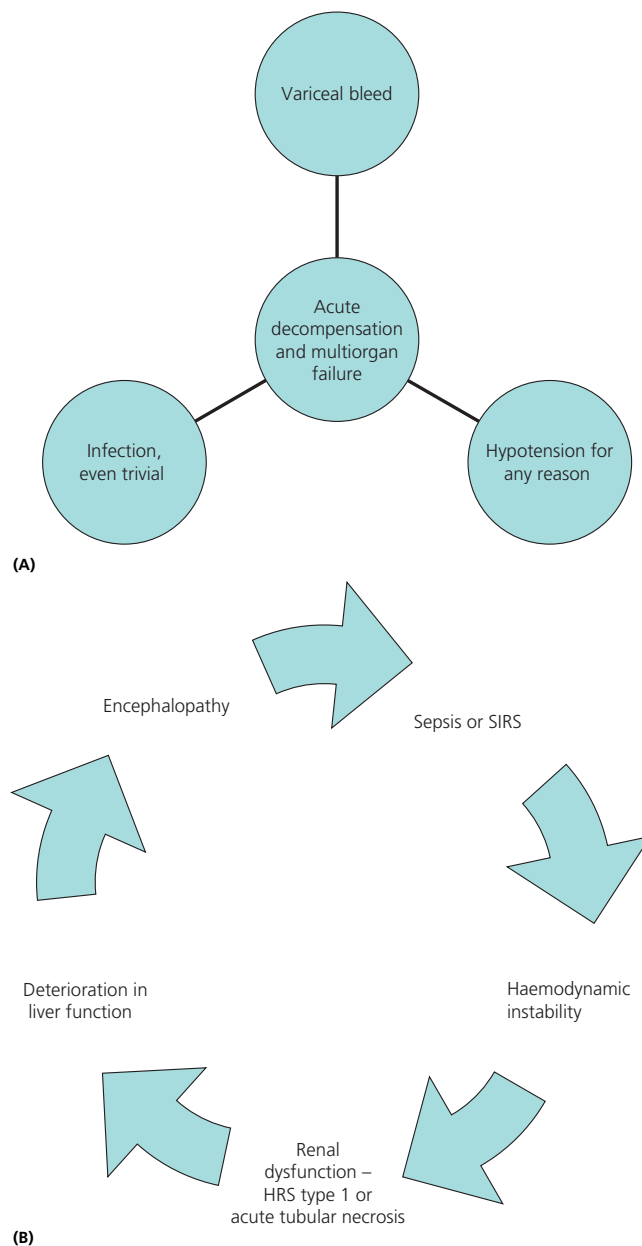 Variceal bleed
Acute
decompensation
and multiorgan
failure
Infection,
even trivial
Hypotension for
any reason
(A)
Encephalopathy
Sepsis or SIRS
Deterioration in
liver function
Haemodynamic
instability
Renal
dysfunction –
HRS type 1 or
acute tubular necrosis
(B)